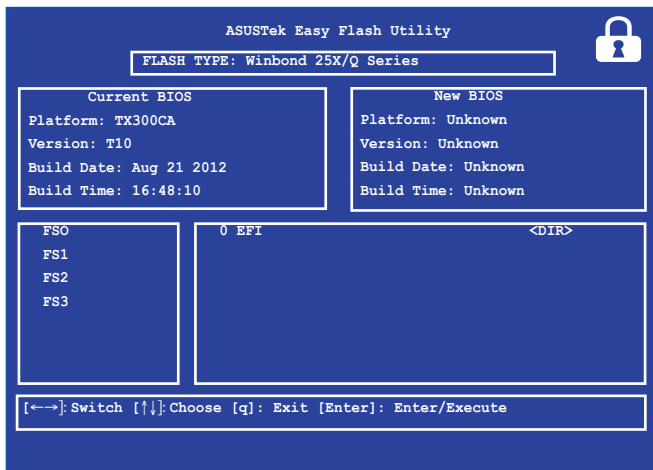 ASUSTek Easy Flash Utility
FLASH TYPE: Winbond 25X/Q Series
Current BIOS
Platform: TX300CA
Version: T10
Build Date: Aug 21 2012
Build Time: 16:48:10
New BIOS
Platform: Unknown
Version: Unknown
Build Date: Unknown
Build Time: Unknown
FSO
FS1
FS2
FS3
0 EFI <DIR>
[←→]: Switch [↑↓]: Choose [q]: Exit [Enter]: Enter/Execute